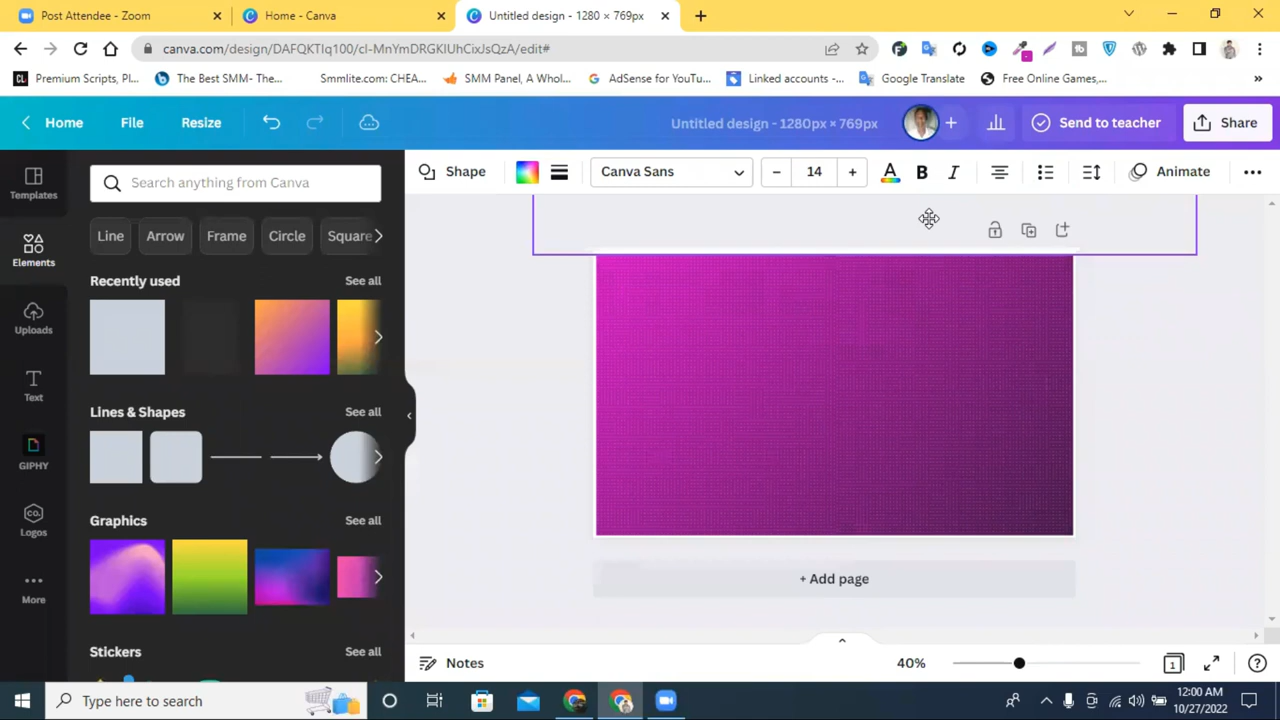 Post Attendee - Zoom
Home - Canva
Untitled design - 1280 × 769px
canva.com/design/DAFQKTIq100/cl-MnYmDRGKlUhCixJsQzA/edit#
Premium Scripts, Pl...
The Best SMM- The...
Smmlite.com: CHEA...
SMM Panel, A Whol...
AdSense for YouTu...
Linked accounts -...
Google Translate
Free Online Games,...
Home
File
Resize
Untitled design - 1280px × 769px
Send to teacher
Share
Templates
Search anything from Canva
Shape
Canva Sans
14
A
B
I
Animate
Elements
Line
Arrow
Frame
Circle
Square
Recently used
See all
Uploads
Text
Lines & Shapes
See all
GIPHY
Graphics
See all
Logos
More
Stickers
See all
+ Add page
Notes
40%
1
Type here to search
12:00 AM
10/27/2022